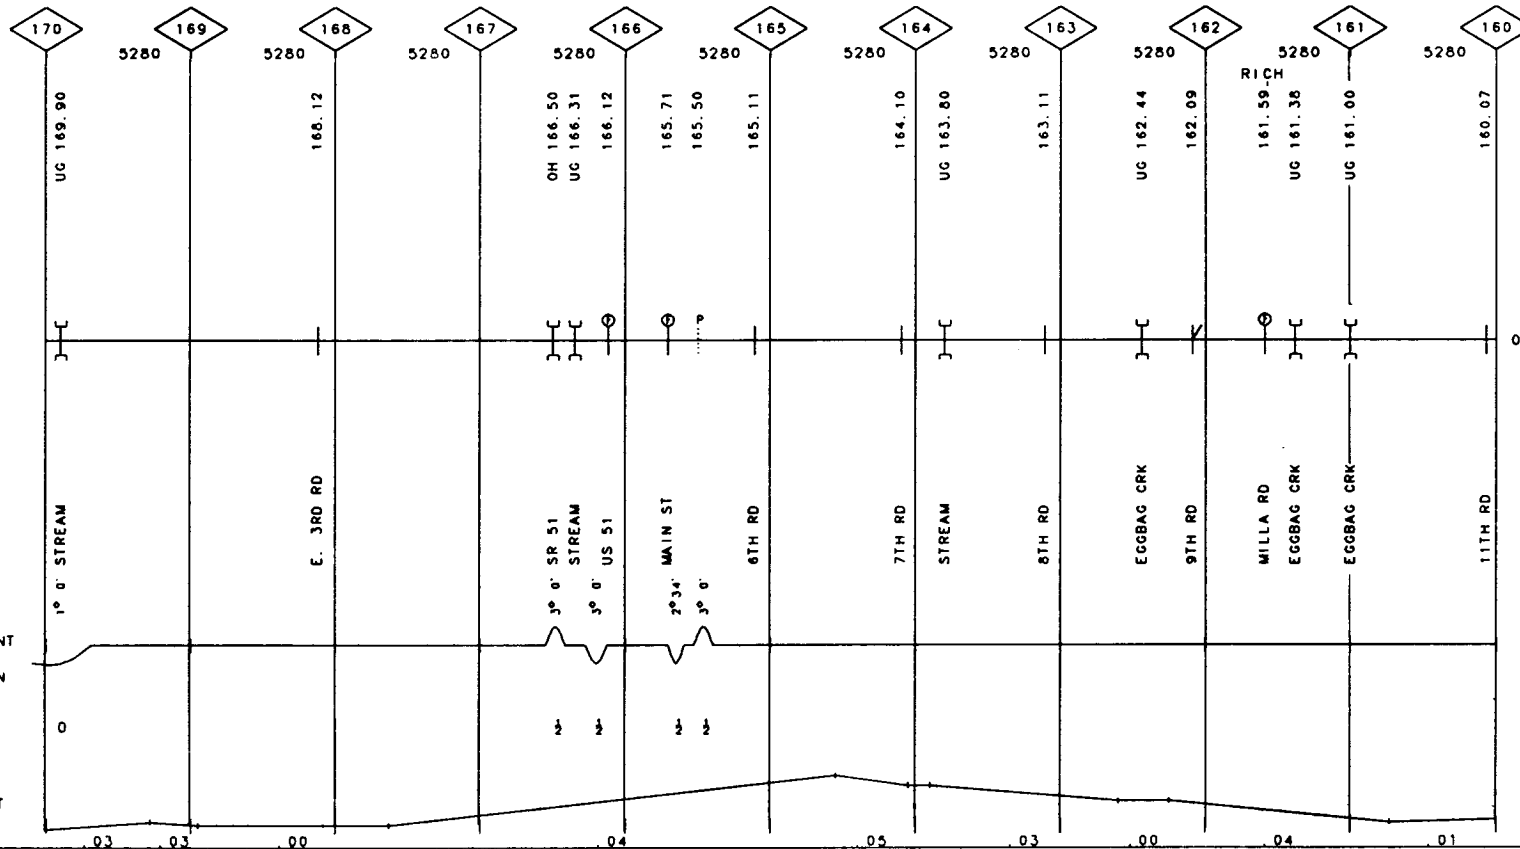 170 169 168 167 166 165 164 163 162 161 160
5280 5280 5280 5280 5280 5280 5280 5280 5280 5280
RICH
UG 169.90
168.12
OH 166.50
UG 166.31
166.12
165.71
165.50
165.11
164.10
UG 163.80
163.11
UG 162.44
162.09
161.59
UG 161.38
UG 161.00
160.07
P
0
1° 0' STREAM
E. 3RD RD
3° 0' SR 51
STREAM
3° 0' US 51
2°34' MAIN ST
3° 0'
6TH RD
7TH RD
STREAM
8TH RD
EGGBAG CRK
9TH RD
MILLA RD
EGGBAG CRK
EGGBAG CRK
11TH RD
NT
N
0 ½ ½ ½ ½
T
.03 .03 .00 .04 .05 .03 .00 .04 .01